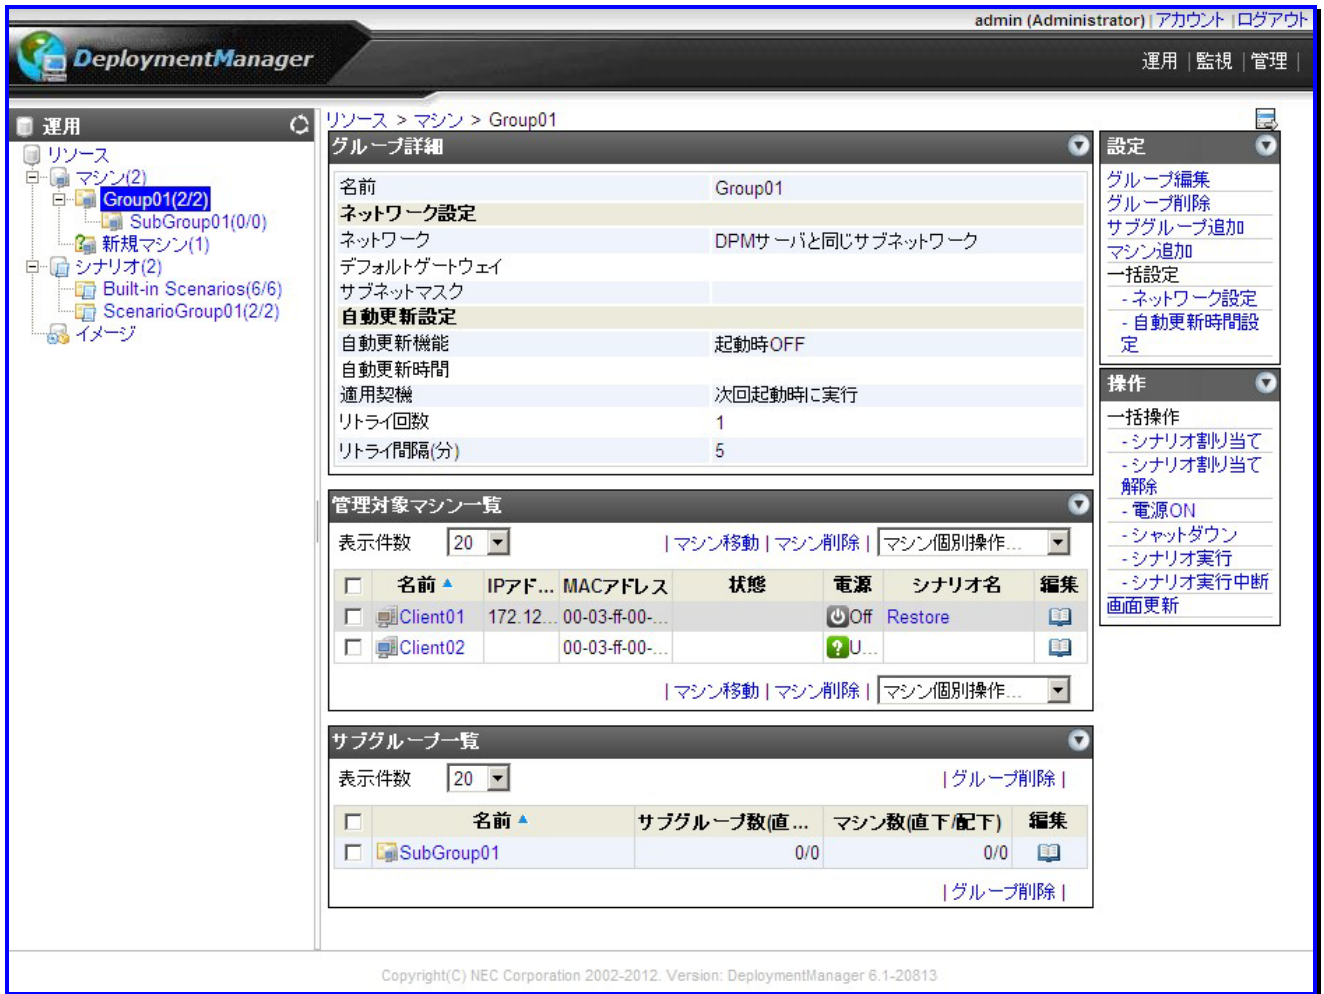 admin (Administrator) | アカウント | ログアウト
DeploymentManager
運用 | 監視 | 管理 |
運用
リソース
マシン(2)
Group01(2/2)
SubGroup01(0/0)
新規マシン(1)
シナリオ(2)
Built-in Scenarios(6/6)
ScenarioGroup01(2/2)
イメージ
リソース > マシン > Group01
グループ詳細
名前 Group01
ネットワーク設定
ネットワーク DPMサーバと同じサブネットワーク
デフォルトゲートウェイ
サブネットマスク
自動更新設定
自動更新機能 起動時OFF
自動更新時間
適用契機 次回起動時に実行
リトライ回数 1
リトライ間隔(分) 5
管理対象マシン一覧
表示件数 20 | マシン移動 | マシン削除 | マシン個別操作...
名前 IPアド... MACアドレス 状態 電源 シナリオ名 編集
Client01 172.12... 00-03-ff-00-... Off Restore
Client02 00-03-ff-00-... U...
| マシン移動 | マシン削除 | マシン個別操作...
サブグループ一覧
表示件数 20 | グループ削除 |
名前 サブグループ数(直... マシン数(直下/配下) 編集
SubGroup01 0/0 0/0
| グループ削除 |
設定
グループ編集
グループ削除
サブグループ追加
マシン追加
一括設定
- ネットワーク設定
- 自動更新時間設
定
操作
一括操作
- シナリオ割り当て
- シナリオ割り当て
解除
- 電源ON
- シャットダウン
- シナリオ実行
- シナリオ実行中断
画面更新
Copyright(C) NEC Corporation 2002-2012. Version: DeploymentManager 6.1-20813